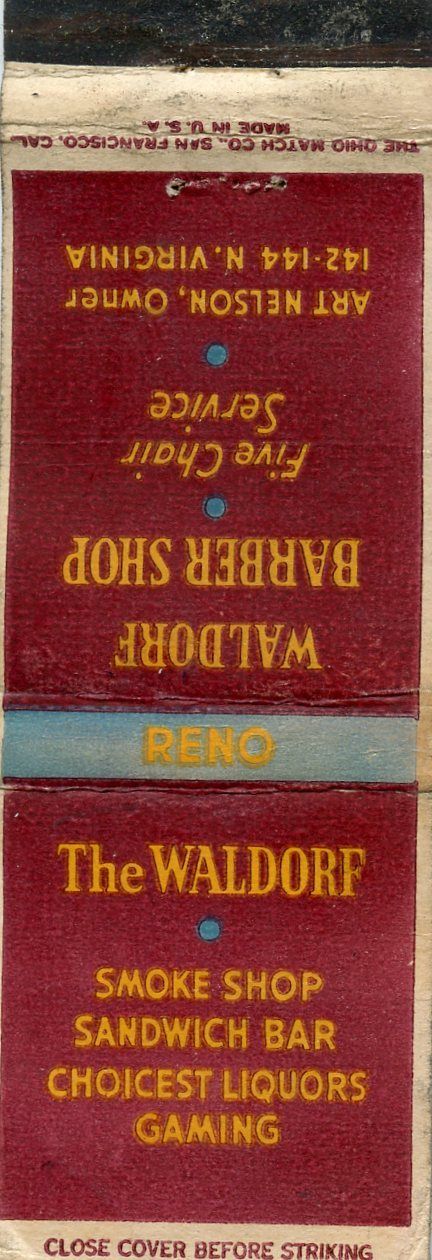 THE OHIO MATCH CO., SAN FRANCISCO, CAL.
MADE IN U.S.A.
WALDORF
BARBER SHOP
Five Chair
Service
ART NELSON, Owner
142-144 N. VIRGINIA
RENO
The WALDORF
SMOKE SHOP
SANDWICH BAR
CHOICEST LIQUORS
GAMING
CLOSE COVER BEFORE STRIKING